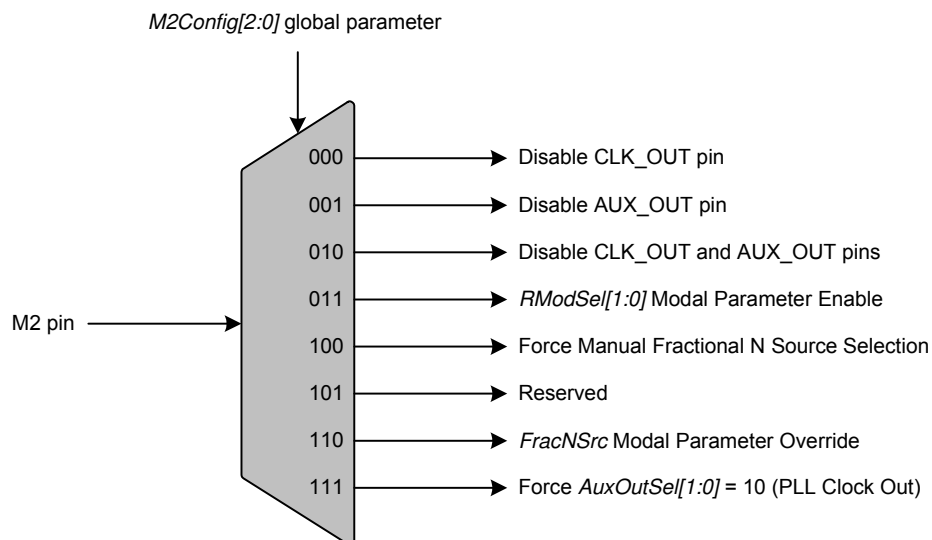 M2Config[2:0] global parameter
000 Disable CLK_OUT pin
001 Disable AUX_OUT pin
010 Disable CLK_OUT and AUX_OUT pins
011 RModSel[1:0] Modal Parameter Enable
M2 pin
100 Force Manual Fractional N Source Selection
101 Reserved
110 FracNSrc Modal Parameter Override
111 Force AuxOutSel[1:0] = 10 (PLL Clock Out)